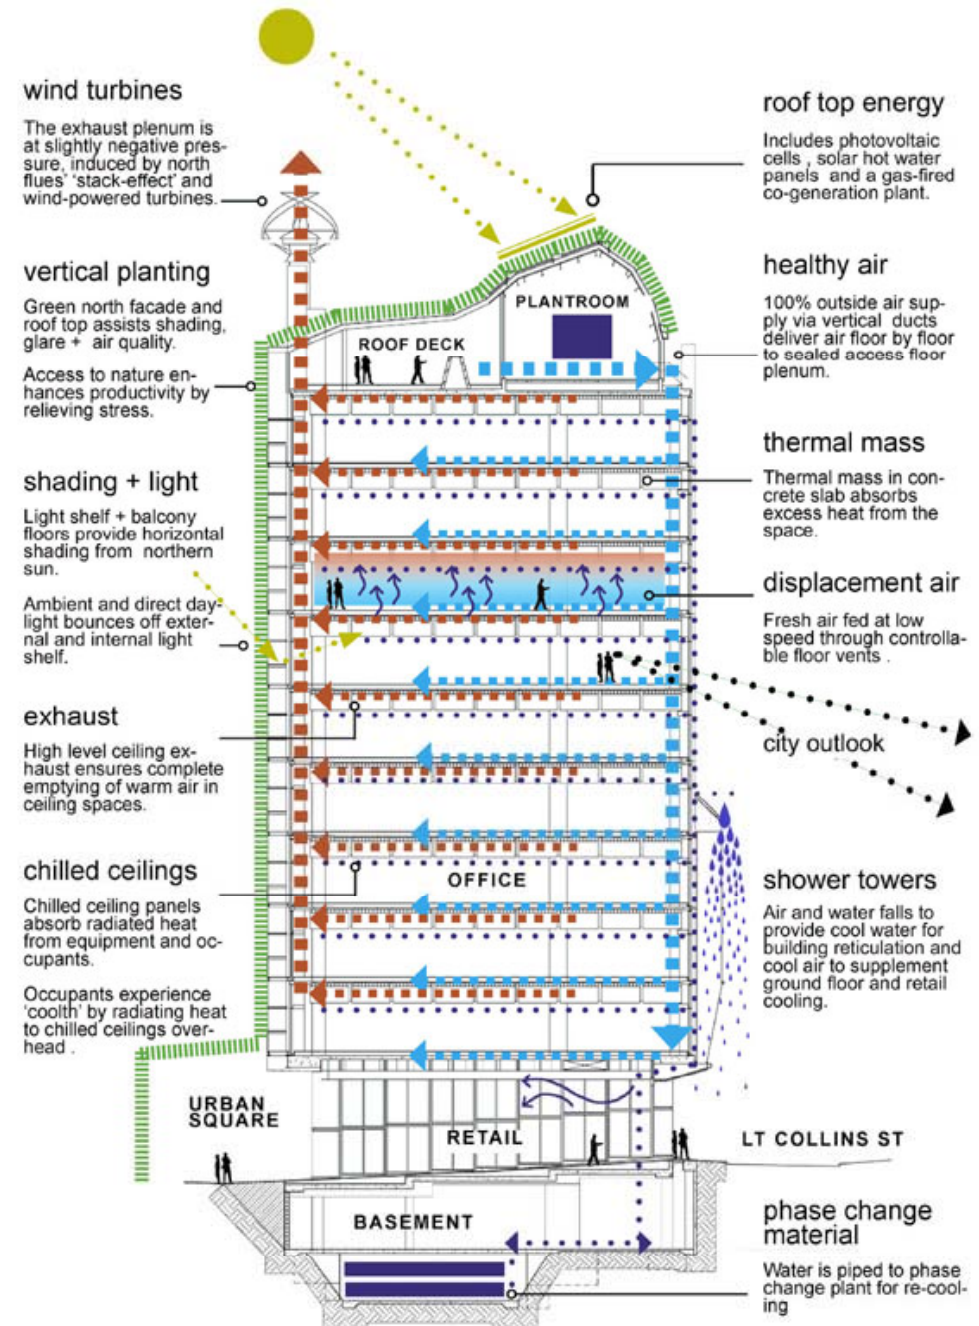 wind turbines
The exhaust plenum is
at slightly negative pres-
sure, induced by north
flues' 'stack-effect' and
wind-powered turbines.
vertical planting
Green north facade and
roof top assists shading,
glare + air quality.
Access to nature en-
hances productivity by
relieving stress.
shading + light
Light shelf + balcony
floors provide horizontal
shading from northern
sun.
Ambient and direct day-
light bounces off exter-
nal and internal light
shelf.
exhaust
High level ceiling ex-
haust ensures complete
emptying of warm air in
ceiling spaces.
chilled ceilings
Chilled ceiling panels
absorb radiated heat
from equipment and oc-
cupants.
Occupants experience
'coolth' by radiating heat
to chilled ceilings over-
head .
PLANTROOM
ROOF DECK
OFFICE
URBAN
SQUARE
RETAIL
LT COLLINS ST
BASEMENT
roof top energy
Includes photovoltaic
cells , solar hot water
panels and a gas-fired
co-generation plant.
healthy air
100% outside air sup-
ply via vertical ducts
deliver air floor by floor
to sealed access floor
plenum.
thermal mass
Thermal mass in con-
crete slab absorbs
excess heat from the
space.
displacement air
Fresh air fed at low
speed through controlla-
ble floor vents .
city outlook
shower towers
Air and water falls to
provide cool water for
building reticulation and
cool air to supplement
ground floor and retail
cooling.
phase change
material
Water is piped to phase
change plant for re-cool-
ing